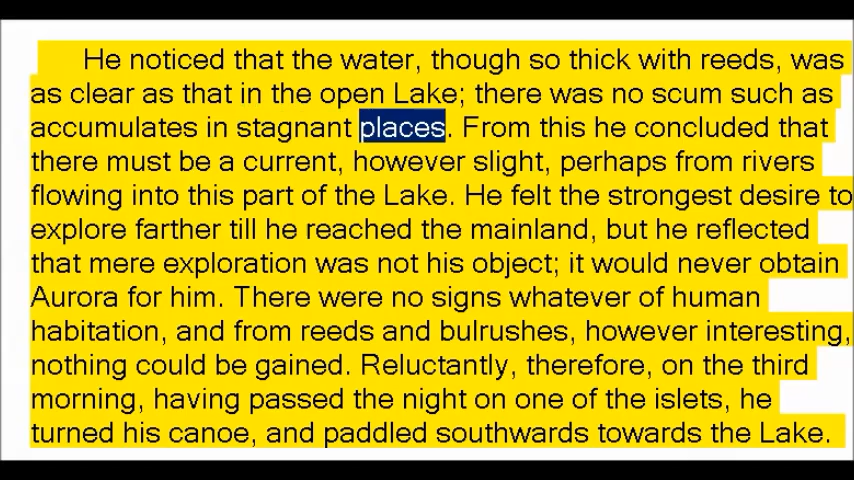 He noticed that the water, though so thick with reeds, was
as clear as that in the open Lake; there was no scum such as
accumulates in stagnant places. From this he concluded that
there must be a current, however slight, perhaps from rivers
flowing into this part of the Lake. He felt the strongest desire to
explore farther till he reached the mainland, but he reflected
that mere exploration was not his object; it would never obtain
Aurora for him. There were no signs whatever of human
habitation, and from reeds and bulrushes, however interesting,
nothing could be gained. Reluctantly, therefore, on the third
morning, having passed the night on one of the islets, he
turned his canoe, and paddled southwards towards the Lake.